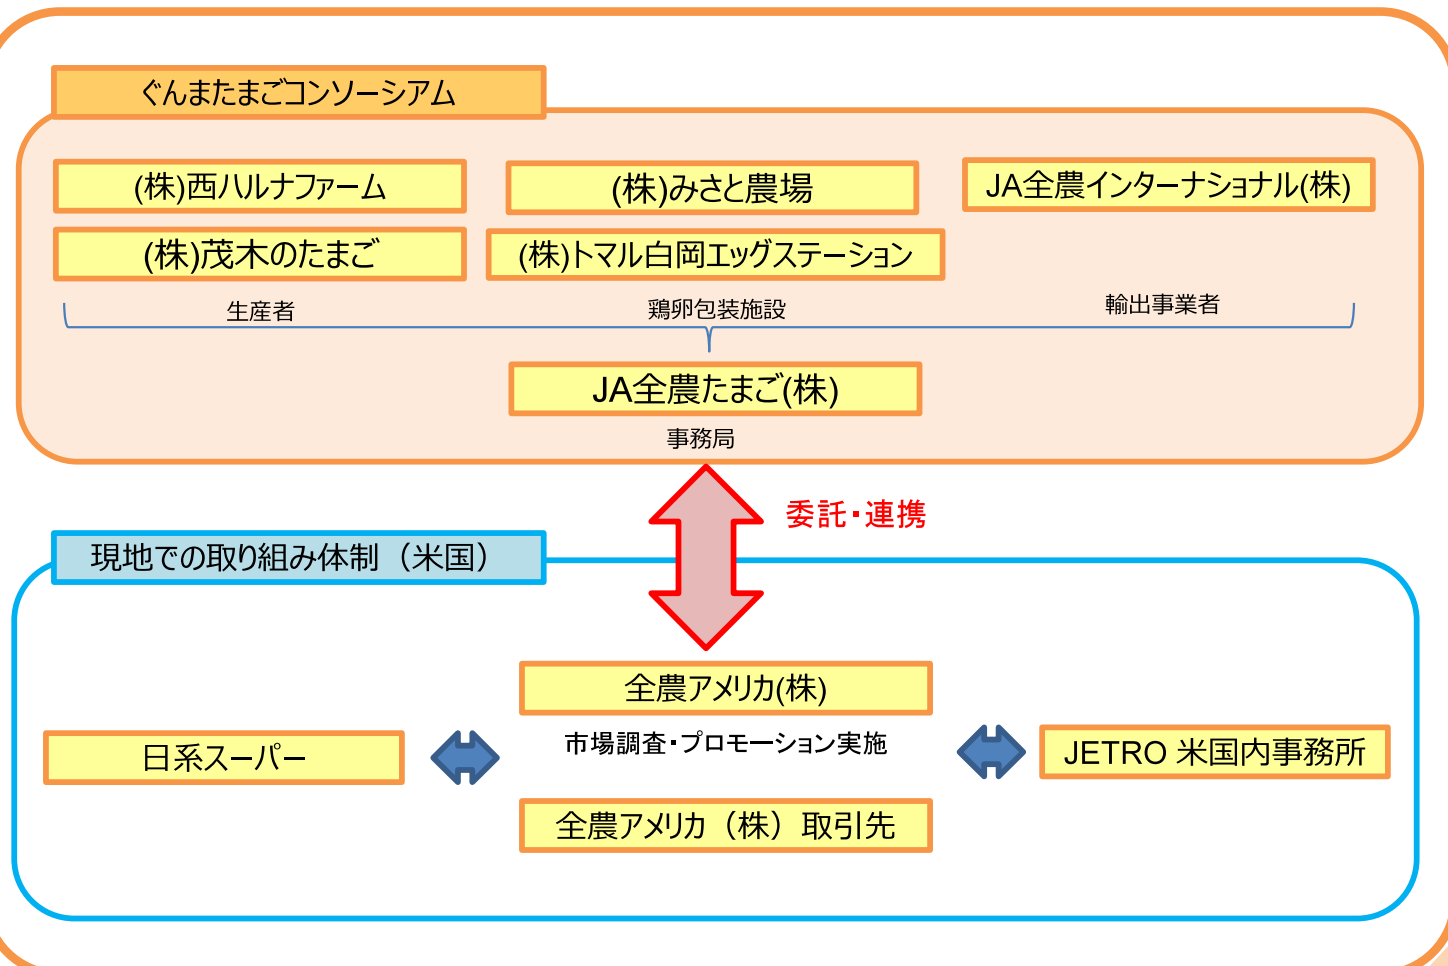 ぐんまたまごコンソーシアム
(株)西ハルナファーム
(株)みさと農場
JA全農インターナショナル(株)
(株)茂木のたまご
(株)トマル白岡エッグステーション
生産者
鶏卵包装施設
輸出事業者
JA全農たまご(株)
事務局
委託・連携
現地での取り組み体制（米国）
全農アメリカ(株)
市場調査・プロモーション実施
日系スーパー
JETRO 米国内事務所
全農アメリカ（株）取引先